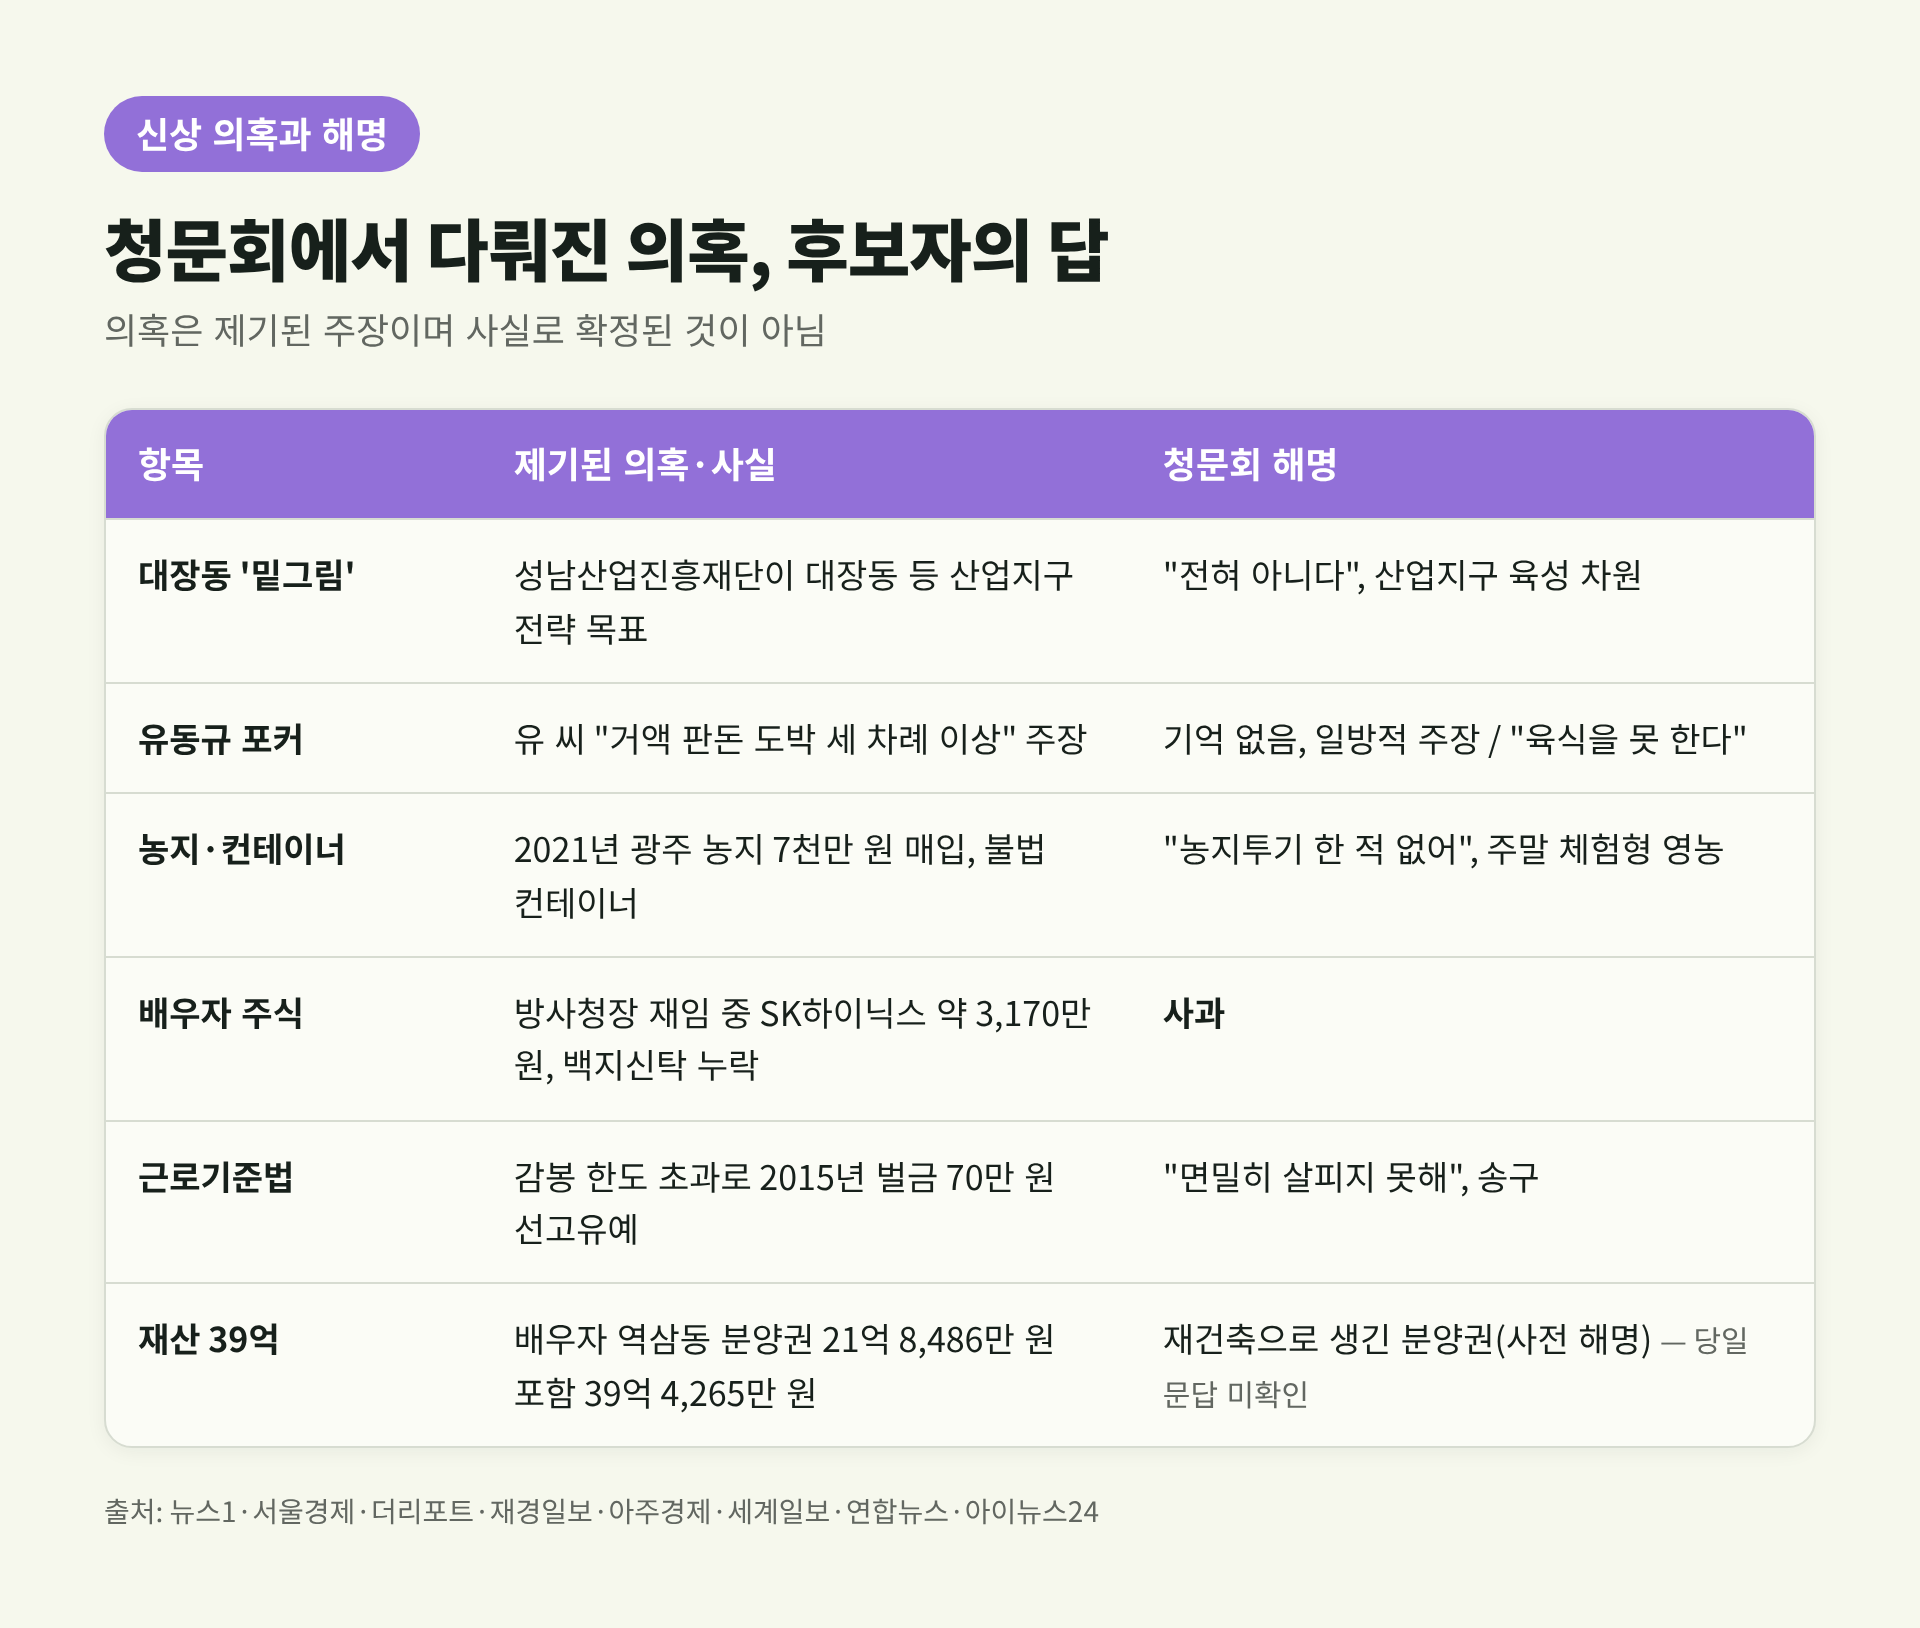 신상 의혹과 해명
청문회에서 다뤄진 의혹, 후보자의 답
의혹은 제기된 주장이며 사실로 확정된 것이 아님
항목 제기된 의혹·사실 청문회 해명
대장동 '밑그림' 성남산업진흥재단이 대장동 등 산업지구 "전혀 아니다", 산업지구 육성 차원
전략 목표
유동규 포커 유 씨 "거액 판돈 도박 세 차례 이상" 주장 기억 없음, 일방적 주장 / "육식을 못 한다"
농지·컨테이너 2021년 광주 농지 7천만 원 매입, 불법 "농지투기 한 적 없어", 주말 체험형 영농
컨테이너
배우자 주식 방사청장 재임 중 SK하이닉스 약 3,170만 사과
원, 백지신탁 누락
근로기준법 감봉 한도 초과로 2015년 벌금 70만 원 "면밀히 살피지 못해", 송구
선고유예
재산 39억 배우자 역삼동 분양권 21억 8,486만 원 재건축으로 생긴 분양권(사전 해명) — 당일
포함 39억 4,265만 원 문답 미확인
출처: 뉴스1·서울경제·더리포트·재경일보·아주경제·세계일보·연합뉴스·아이뉴스24